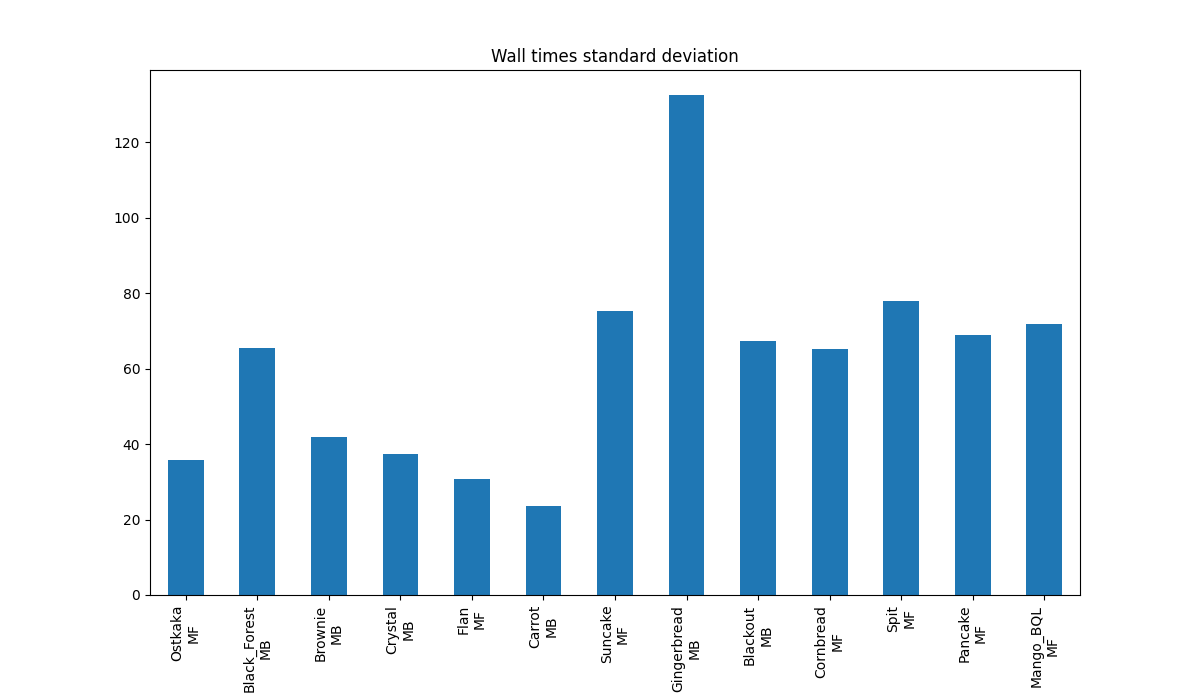 Wall times standard deviation
120
100
80
60
40
20
0
Ostkaka
MF
Black_Forest
MB
Brownie
MB
Crystal
MB
Flan
MF
Carrot
MB
Suncake
MF
Gingerbread
MB
Blackout
MB
Cornbread
MF
Spit
MF
Pancake
MF
Mango_BQL
MF